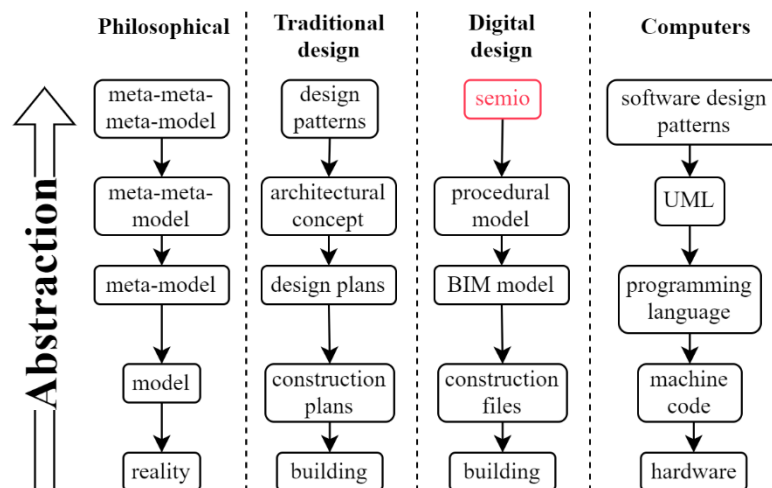 Philosophical
Traditional
design
Digital
design
Computers
Abstraction
meta-meta-
meta-model
design
patterns
semio
software design
patterns
meta-meta-
model
architectural
concept
procedural
model
UML
meta-model
design plans
BIM model
programming
language
model
construction
plans
construction
files
machine
code
reality
building
building
hardware